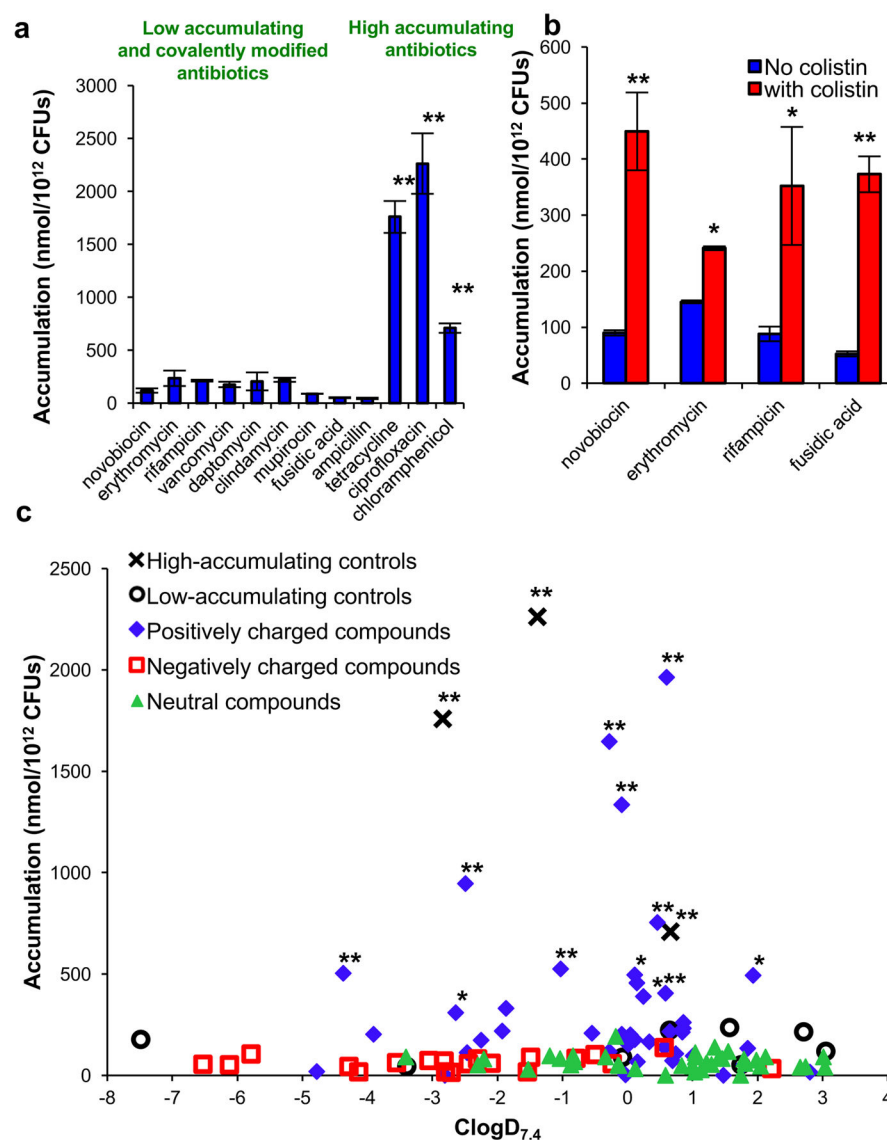 a
Low accumulating
and covalently modified
antibiotics
High accumulating
antibiotics
Accumulation (nmol/10¹² CFUs)
3000
2500
2000
1500
1000
500
0
**
**
**
novobiocin
erythromycin
rifampicin
vancomycin
daptomycin
clindamycin
mupirocin
fusidic acid
ampicillin
tetracycline
ciprofloxacin
chloramphenicol
b
Accumulation (nmol/10¹² CFUs)
600
500
400
300
200
100
0
No colistin
with colistin
**
*
*
**
novobiocin
erythromycin
rifampicin
fusidic acid
c
High-accumulating controls
Low-accumulating controls
Positively charged compounds
Negatively charged compounds
Neutral compounds
Accumulation (nmol/10¹² CFUs)
2500
2000
1500
1000
500
0
**
**
**
**
**
**
** **
**
**
*
*
*
***
-8 -7 -6 -5 -4 -3 -2 -1 0 1 2 3 4
ClogD₇.₄